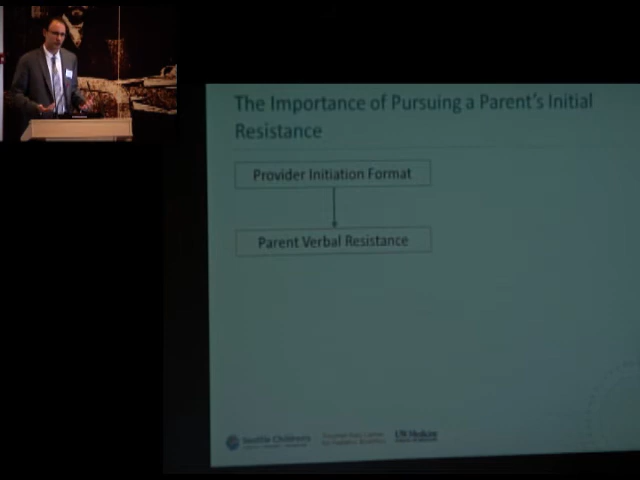 The Importance of Pursuing a Parent's Initial
Resistance
Provider Initiation Format
Parent Verbal Resistance
Seattle Children's
UW Medicine